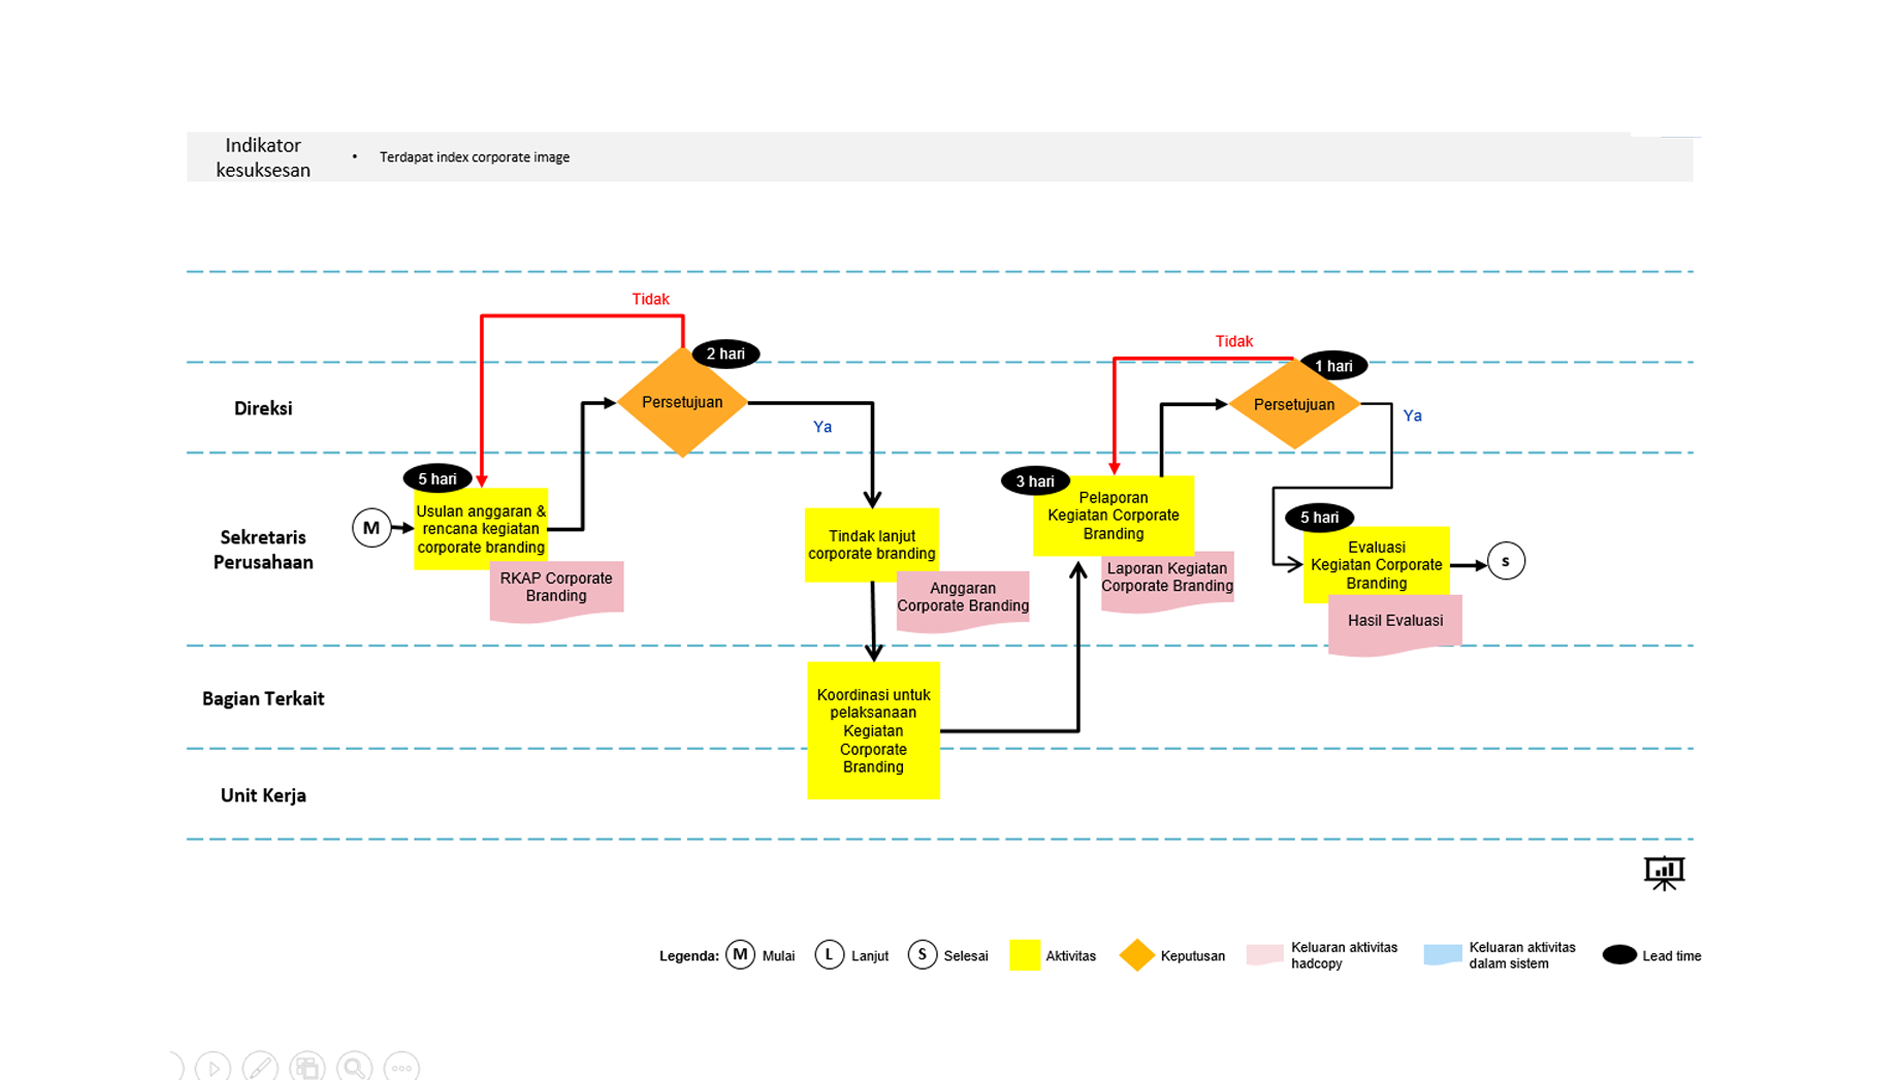 Indikator
kesuksesan
• Terdapat index corporate image
Tidak
2 hari
Tidak
1 hari
Direksi
Persetujuan
Ya
Persetujuan
Ya
Sekretaris
Perusahaan
M
5 hari
Usulan anggaran &
rencana kegiatan
corporate branding
RKAP Corporate
Branding
Tindak lanjut
corporate branding
Anggaran
Corporate Branding
3 hari
Pelaporan
Kegiatan Corporate
Branding
Laporan Kegiatan
Corporate Branding
5 hari
Evaluasi
Kegiatan Corporate
Branding
Hasil Evaluasi
s
Bagian Terkait
Koordinasi untuk
pelaksanaan
Kegiatan
Corporate
Branding
Unit Kerja
Legenda: M Mulai L Lanjut S Selesai Aktivitas Keputusan
Keluaran aktivitas
hadcopy
Keluaran aktivitas
dalam sistem
Lead time